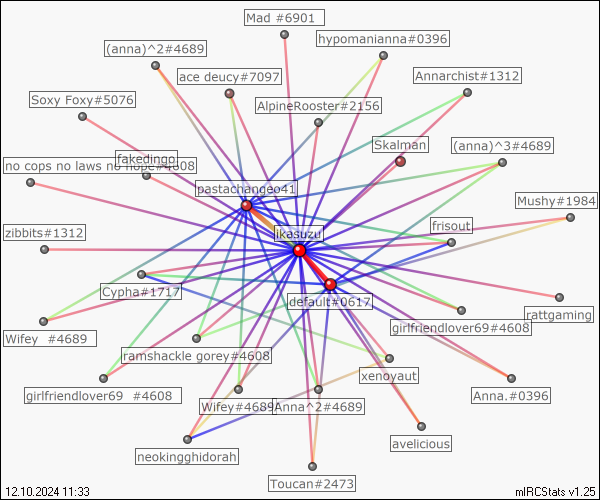 Mad #6901
hypomanianna#0396
(anna)^2#4689
ace deucy#7097
Annarchist#1312
Soxy Foxy#5076
AlpineRooster#2156
Skalman
(anna)^3#4689
fakedingo
no cops no laws no hope#4608
pastachangeo41
Mushy#1984
zibbits#1312
ikasuzu
frisout
Cypha#1717
default#0617
rattgaming
girlfriendlover69#4608
Wifey #4689
ramshackle gorey#4608
xenoyaut
girlfriendlover69 #4608
Wifey#4689
Anna^2#4689
Anna.#0396
avelicious
neokingghidorah
Toucan#2473
12.10.2024 11:33
mIRCStats v1.25